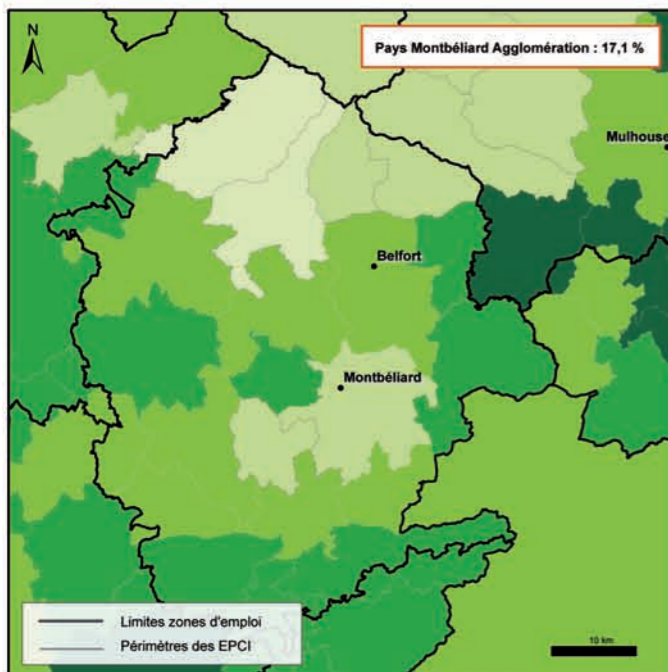 N
Pays Montbéliard Agglomération : 17,1 %
Mulhouse
Belfort
Montbéliard
Limites zones d'emploi
Périmètres des EPCI
10 km